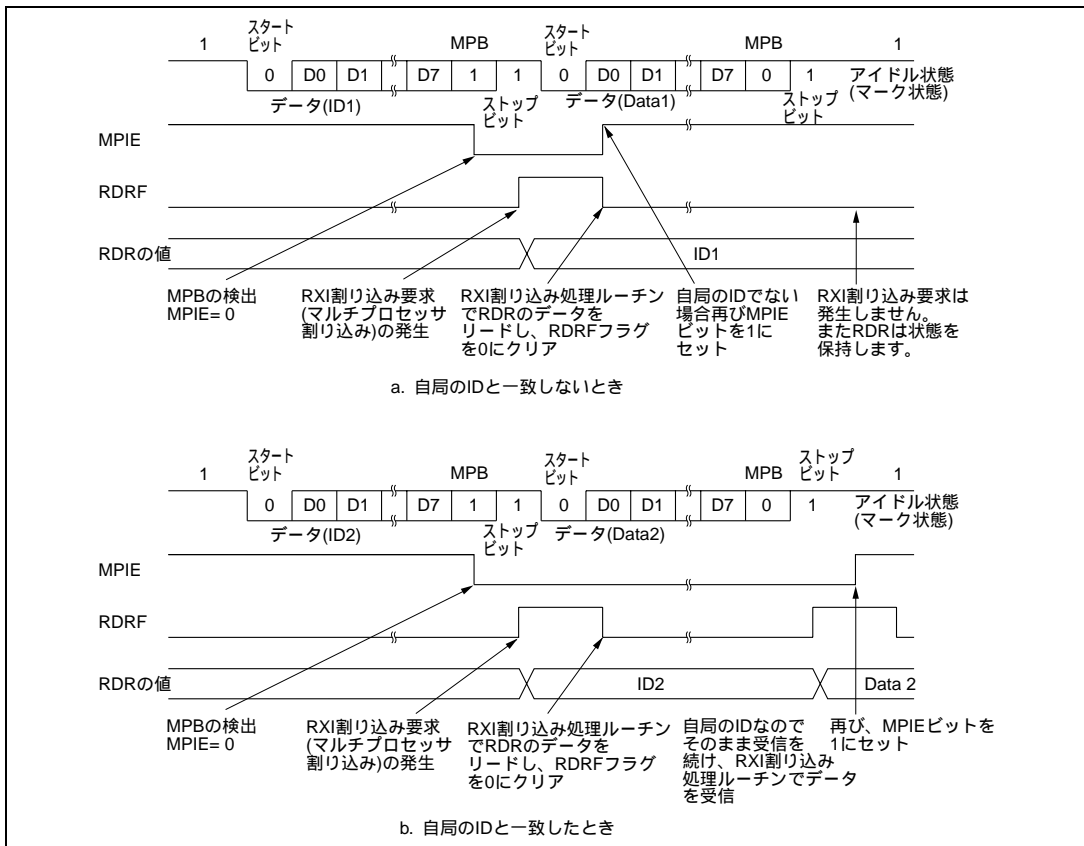 1 スタート
ビット MPB スタート
ビット MPB 1
0 D0 D1 D7 1 1 0 D0 D1 D7 0 1 アイドル状態
(マーク状態)
データ(ID1) ストップ
ビット データ(Data1) ストップ
ビット
MPIE
RDRF
RDRの値 ID1
MPBの検出
MPIE= 0
RXI割り込み要求
(マルチプロセッサ
割り込み)の発生
RXI割り込み処理ルーチン
でRDRのデータを
リードし、RDRFフラグ
を0にクリア
自局のIDでない
場合再びMPIE
ビットを1に
セット
RXI割り込み要求は
発生しません。
またRDRは状態を
保持します。
a. 自局のIDと一致しないとき
1 スタート
ビット MPB スタート
ビット MPB ストップ
ビット 1
0 D0 D1 D7 1 1 0 D0 D1 D7 0 1 アイドル状態
(マーク状態)
データ(ID2) ストップ
ビット データ(Data2)
MPIE
RDRF
RDRの値 ID2 Data 2
MPBの検出
MPIE= 0
RXI割り込み要求
(マルチプロセッサ
割り込み)の発生
RXI割り込み処理ルーチン
でRDRのデータを
リードし、RDRFフラグ
を0にクリア
自局のIDなので
そのまま受信を
続け、RXI割り込み
処理ルーチンでデータ
を受信
再び、MPIEビットを
1にセット
b. 自局のIDと一致したとき